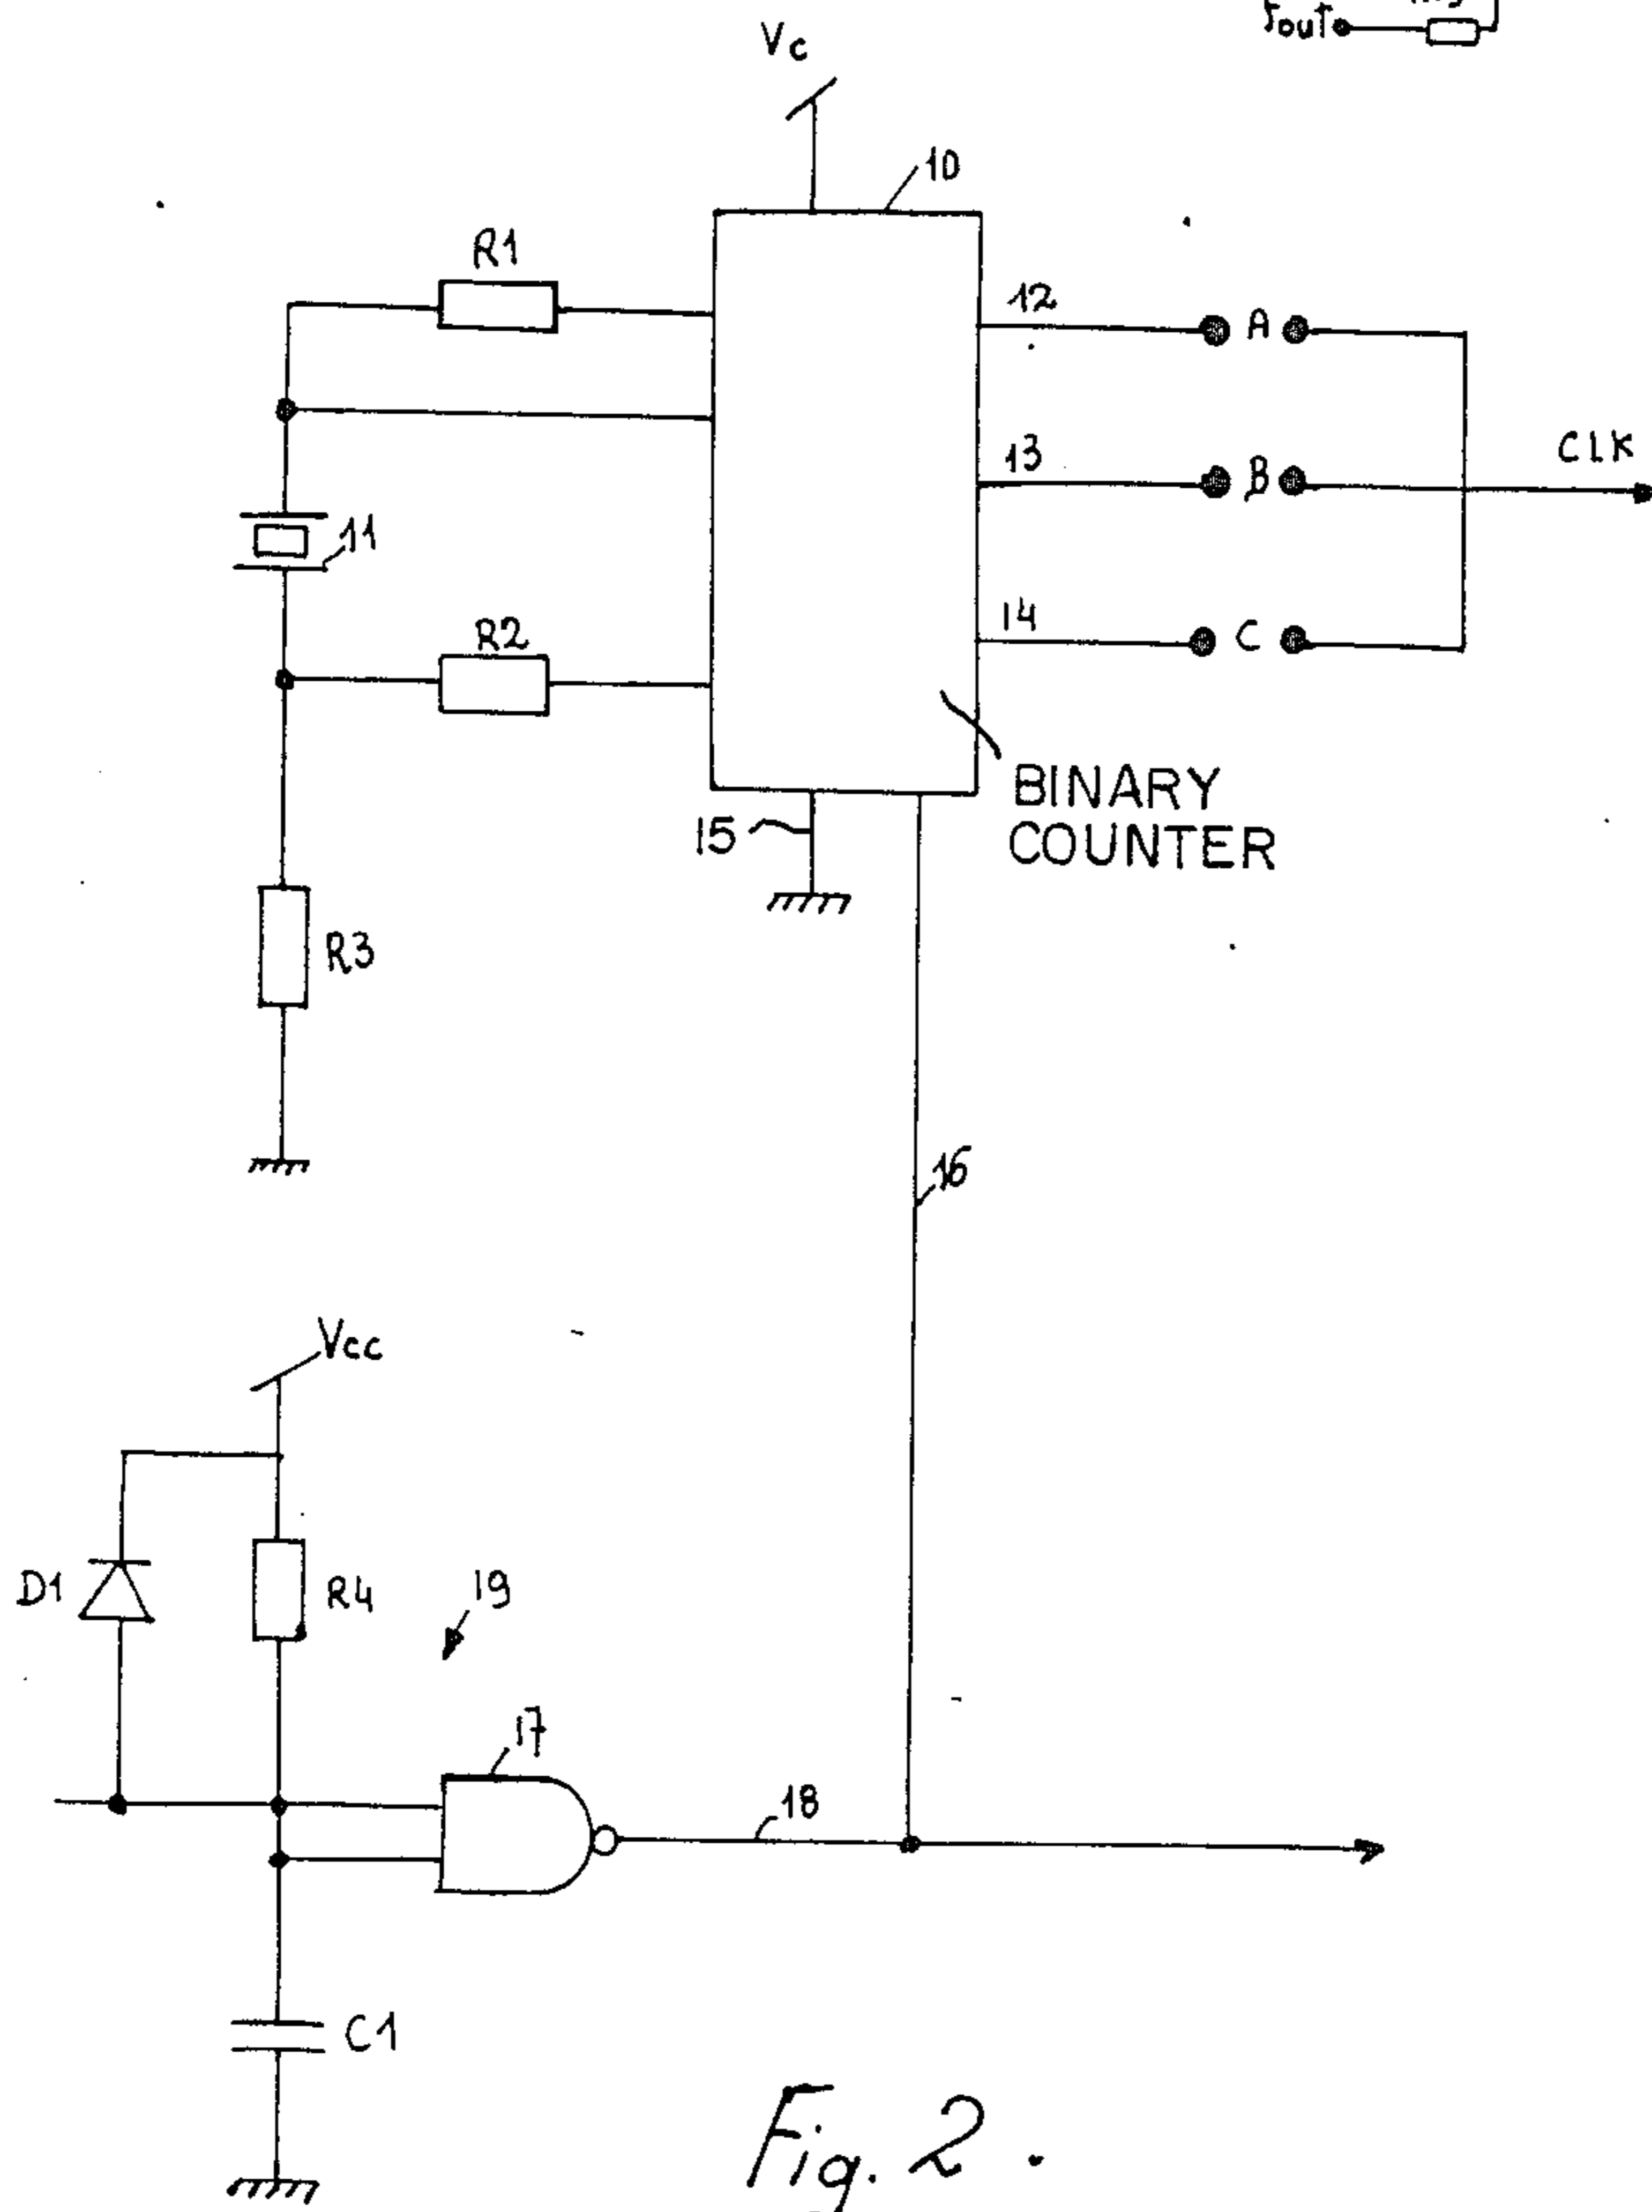 fout
Vc
10
R1
12
A
13
B
CLK
11
14
C
R2
BINARY
COUNTER
15
R3
16
Vcc
D1
R4
19
17
18
C1
Fig. 2.